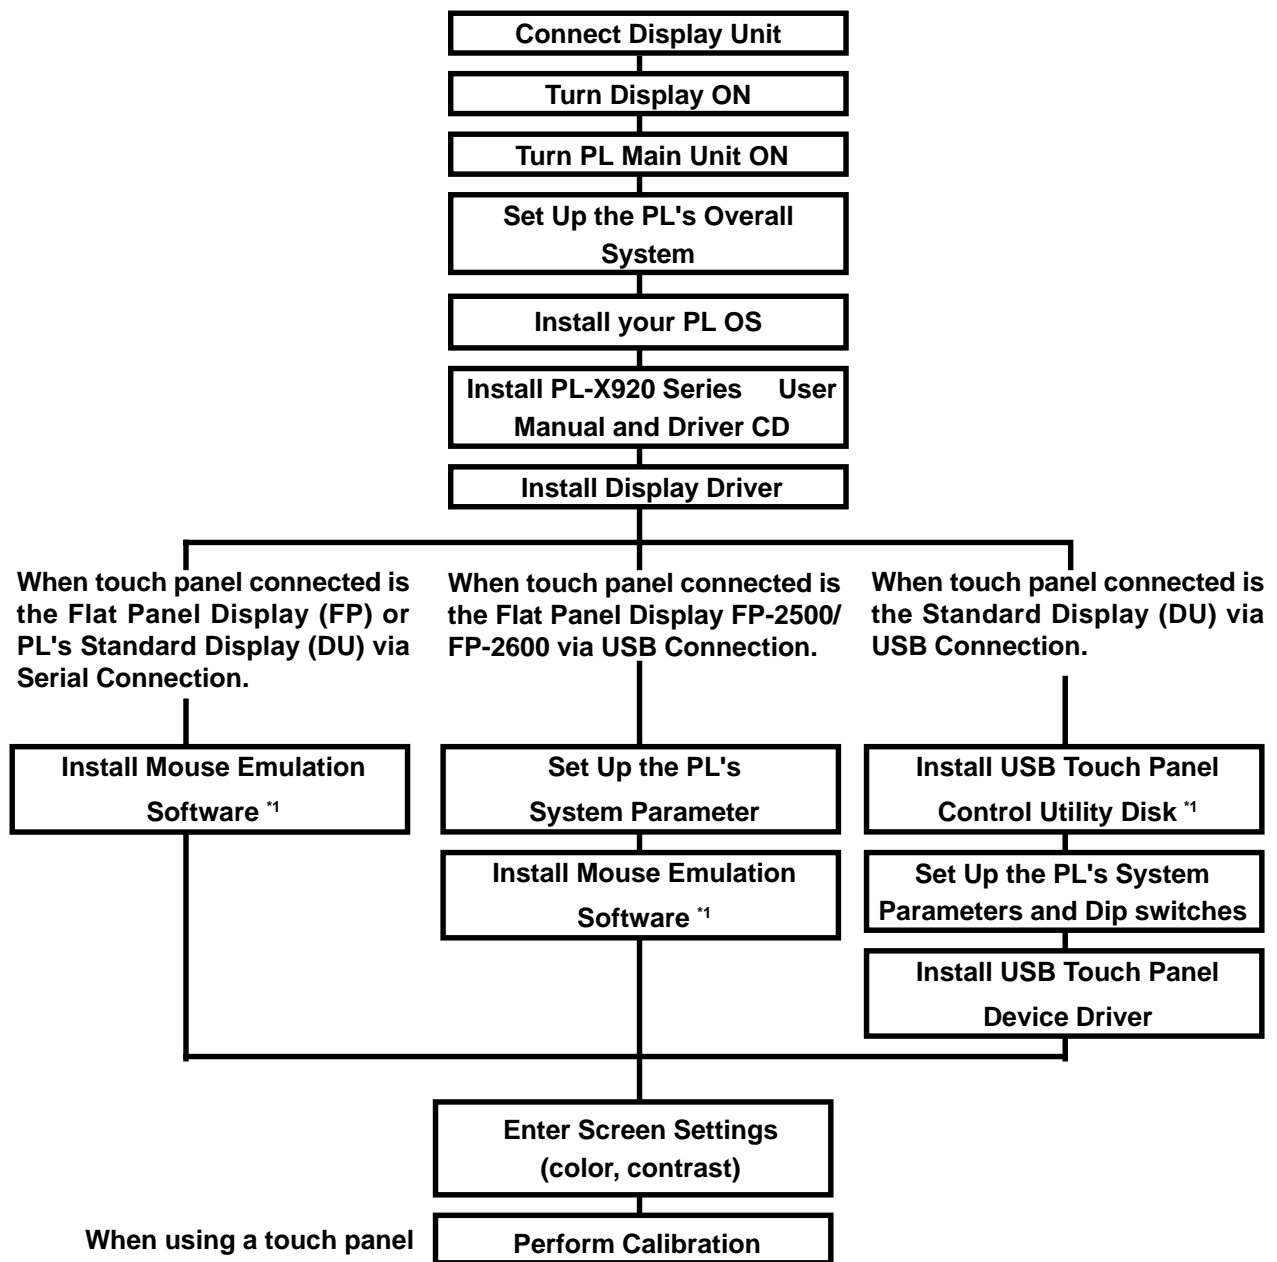 Connect Display Unit
Turn Display ON
Turn PL Main Unit ON
Set Up the PL's Overall
System
Install your PL OS
Install PL-X920 Series User
Manual and Driver CD
Install Display Driver
When touch panel connected is
the Flat Panel Display (FP) or
PL's Standard Display (DU) via
Serial Connection.
When touch panel connected is
the Flat Panel Display FP-2500/
FP-2600 via USB Connection.
When touch panel connected is
the Standard Display (DU) via
USB Connection.
Install Mouse Emulation
Software *1
Set Up the PL's
System Parameter
Install Mouse Emulation
Software *1
Install USB Touch Panel
Control Utility Disk *1
Set Up the PL's System
Parameters and Dip switches
Install USB Touch Panel
Device Driver
Enter Screen Settings
(color, contrast)
When using a touch panel
Perform Calibration